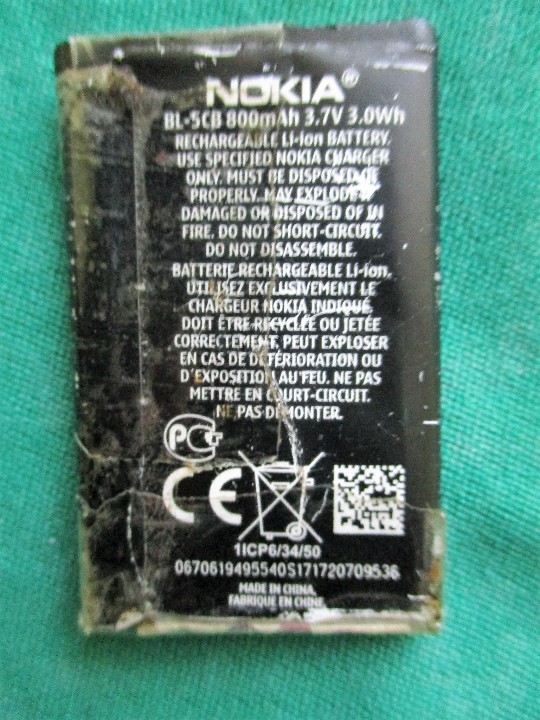 NOKIA®
BL-5CB 800mAh 3.7V 3.0Wh
RECHARGEABLE Li-ion BATTERY.
USE SPECIFIED NOKIA CHARGER
ONLY. MUST BE DISPOSED OF
PROPERLY. MAY EXPLODE IF
DAMAGED OR DISPOSED OF IN
FIRE. DO NOT SHORT-CIRCUIT.
DO NOT DISASSEMBLE.
BATTERIE RECHARGEABLE Li-ion.
UTILISEZ EXCLUSIVEMENT LE
CHARGEUR NOKIA INDIQUÉ.
DOIT ÊTRE RECYCLÉE OU JETÉE
CORRECTEMENT, PEUT EXPLOSER
EN CAS DE DÉTÉRIORATION OU
D'EXPOSITION AU FEU. NE PAS
METTRE EN COURT-CIRCUIT.
NE PAS DÉMONTER.
CE
1ICP6/34/50
0670619495540S171720709536
MADE IN CHINA.
FABRIQUE EN CHINE